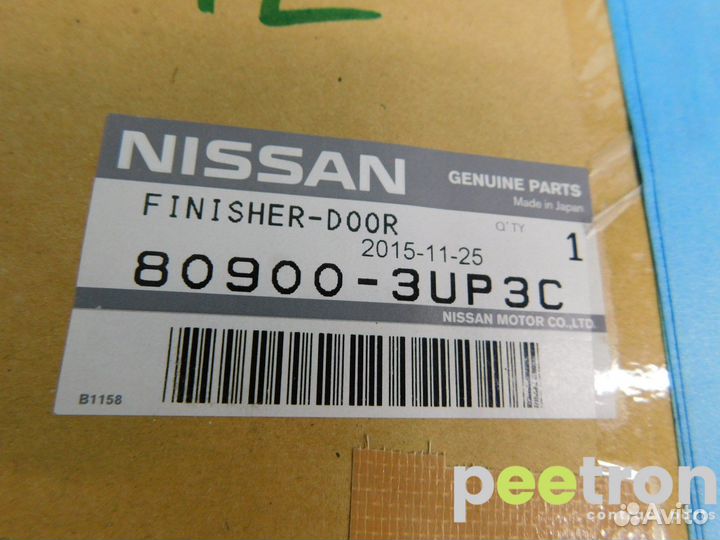 NISSAN
GENUINE PARTS
Made in Japan
FINISHER-DOOR
Q'TY
1
2015-11-25
80900-3UP3C
NISSAN MOTOR CO.,LTD.
B1158
peetron
Avito